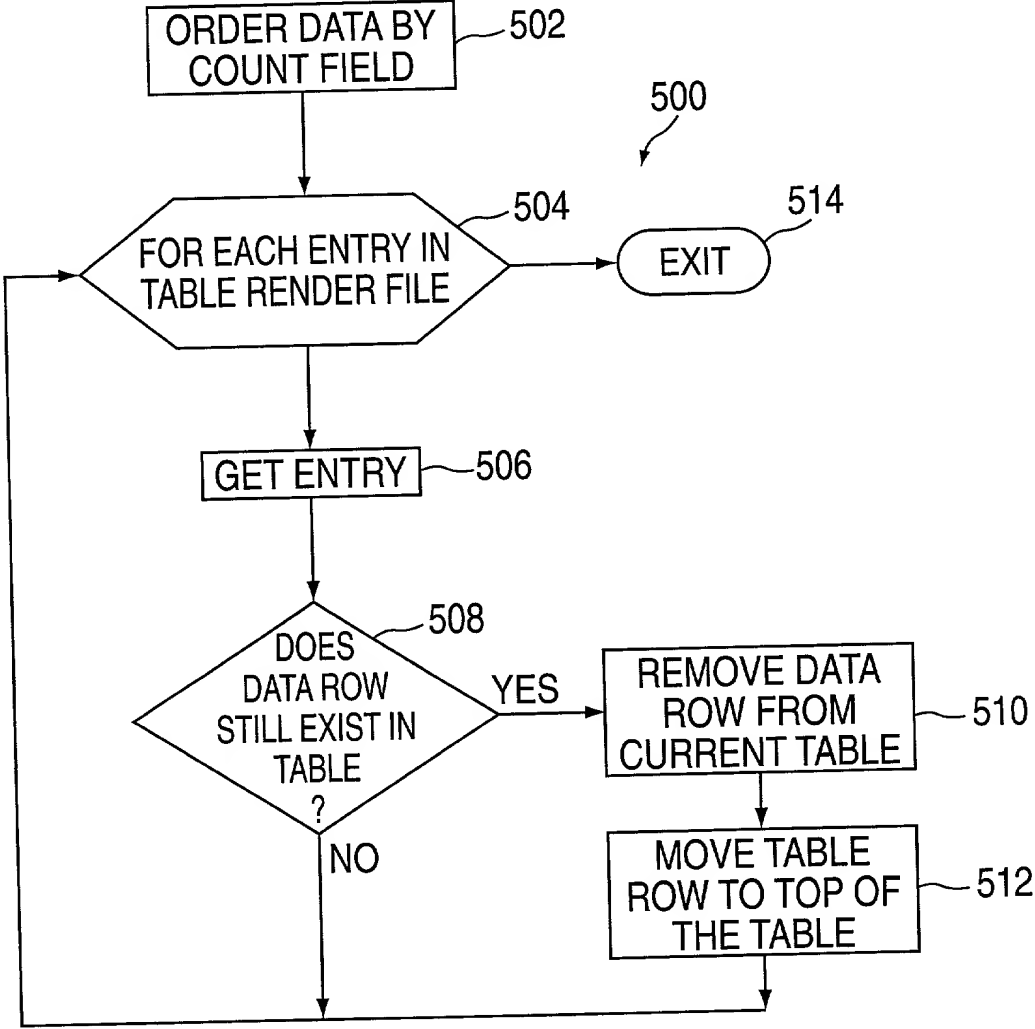 ORDER DATA BY
COUNT FIELD
502
500
504
514
FOR EACH ENTRY IN
TABLE RENDER FILE
EXIT
GET ENTRY
506
508
DOES
DATA ROW
STILL EXIST IN
TABLE
?
YES
NO
REMOVE DATA
ROW FROM
CURRENT TABLE
510
MOVE TABLE
ROW TO TOP OF
THE TABLE
512